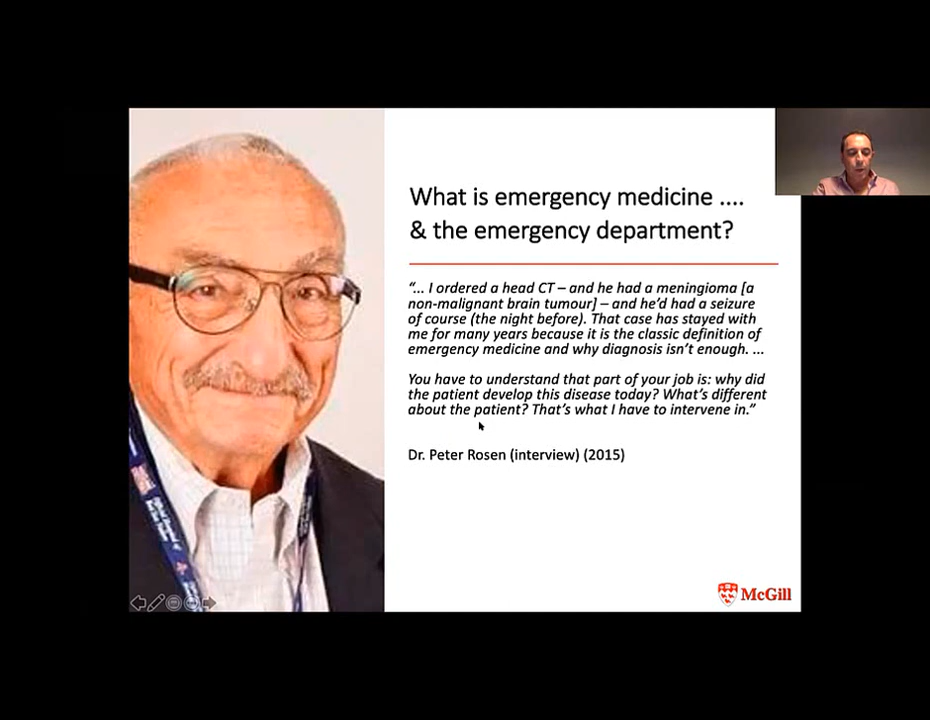 What is emergency medicine ....
& the emergency department?
“... I ordered a head CT – and he had a meningioma [a
non-malignant brain tumour] – and he’d had a seizure
of course (the night before). That case has stayed with
me for many years because it is the classic definition of
emergency medicine and why diagnosis isn’t enough. ...
You have to understand that part of your job is: why did
the patient develop this disease today? What’s different
about the patient? That’s what I have to intervene in.”
Dr. Peter Rosen (interview) (2015)
McGill